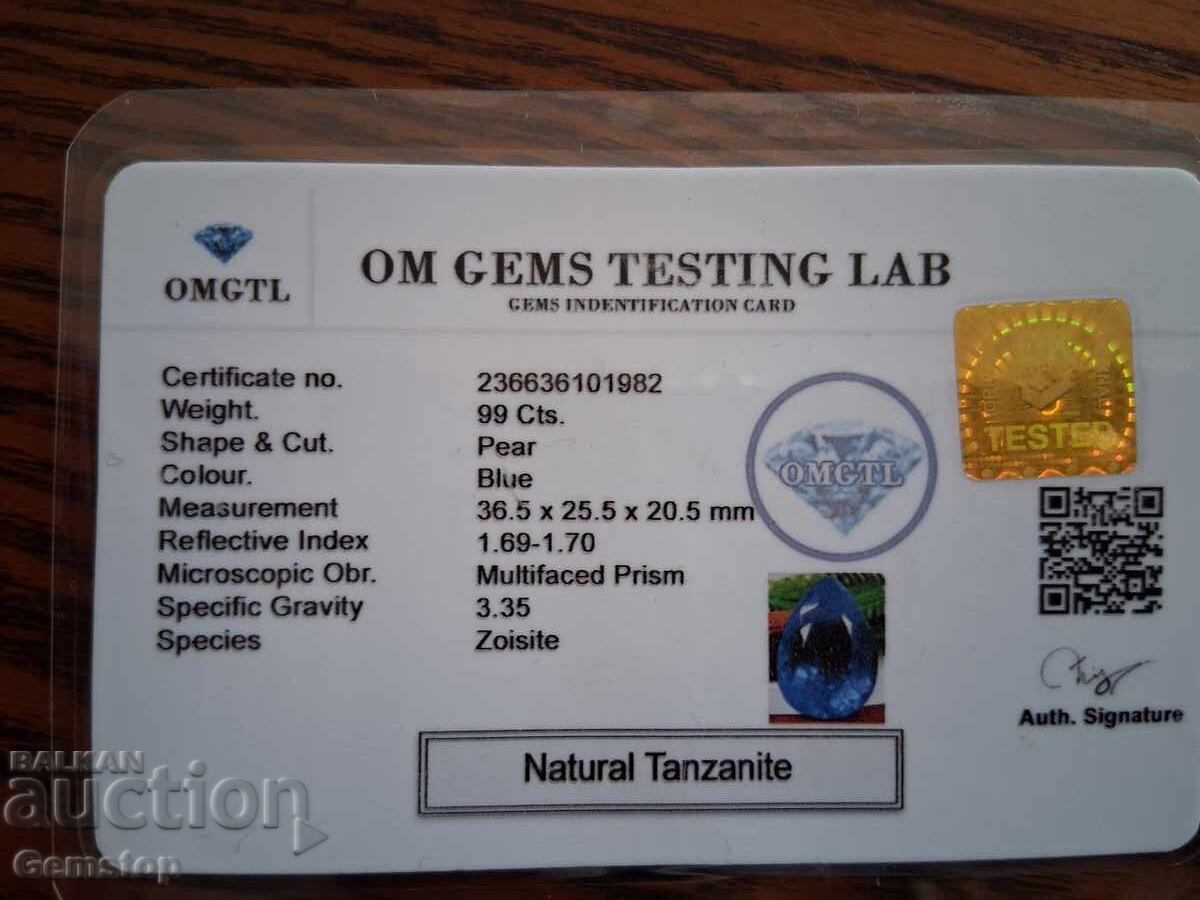 OMGTL
OM GEMS TESTING LAB
GEMS INDENTIFICATION CARD
Certificate no. 236636101982
Weight. 99 Cts.
Shape & Cut. Pear
Colour. Blue
Measurement 36.5 x 25.5 x 20.5 mm
Reflective Index 1.69-1.70
Microscopic Obr. Multifaced Prism
Specific Gravity 3.35
Species Zoisite
OMGTL
TESTED
Auth. Signature
Natural Tanzanite
BALKAN
auction
Gemstop